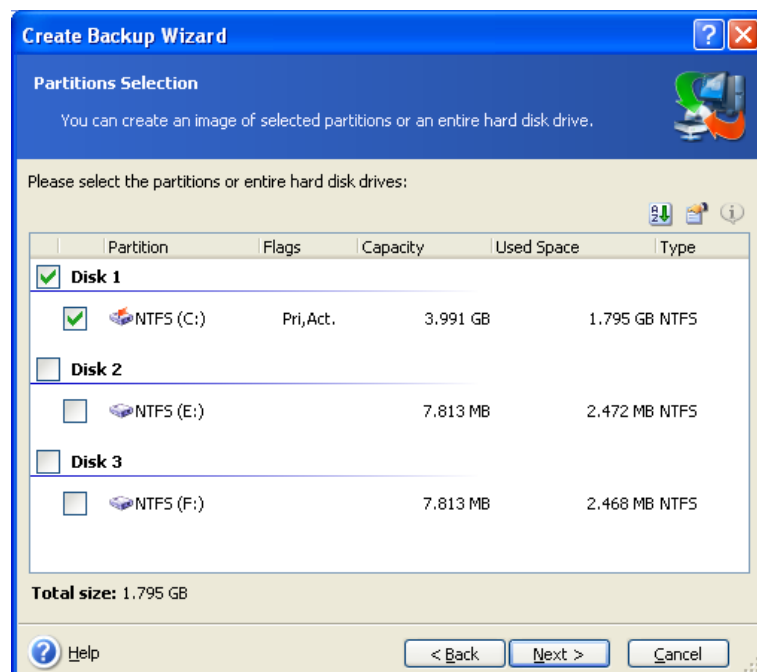 Create Backup Wizard
Partitions Selection
You can create an image of selected partitions or an entire hard disk drive.
Please select the partitions or entire hard disk drives:
Partition Flags Capacity Used Space Type
Disk 1
NTFS (C:) Pri,Act. 3.991 GB 1.795 GB NTFS
Disk 2
NTFS (E:) 7.813 MB 2.472 MB NTFS
Disk 3
NTFS (F:) 7.813 MB 2.468 MB NTFS
Total size: 1.795 GB
Help < Back Next > Cancel